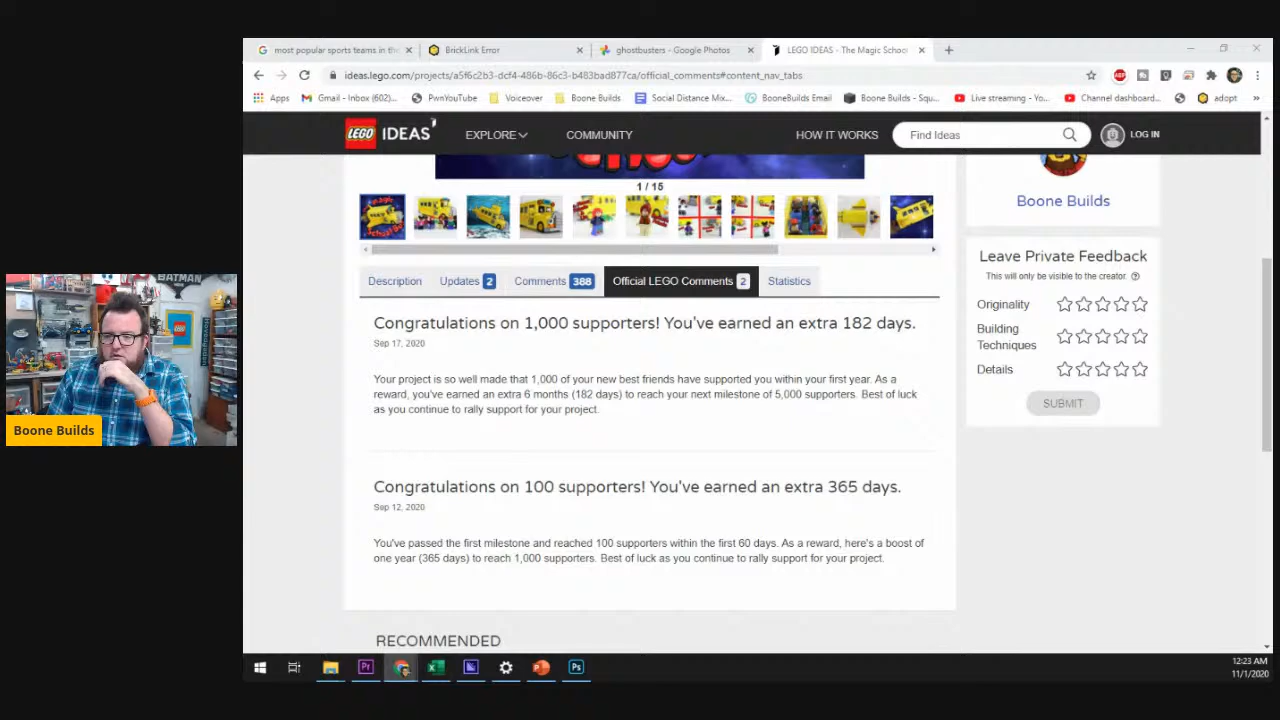 most popular sports teams in th
BrickLink Error
ghostbusters - Google Photos
LEGO IDEAS - The Magic Schoo
ideas.lego.com/projects/a5f6c2b3-dcf4-486b-86c3-b483bad877ca/official_comments#content_nav_tabs
ABP
Apps
Gmail - Inbox (602)...
PwnYouTube
Voiceover
Boone Builds
Social Distance Mix...
BooneBuilds Email
Boone Builds - Squ...
Live streaming - Yo...
Channel dashboard...
adopt
LEGO IDEAS
EXPLORE
COMMUNITY
HOW IT WORKS
Find Ideas
LOG IN
1 / 15
Boone Builds
Leave Private Feedback
This will only be visible to the creator.
Originality
Building
Techniques
Details
SUBMIT
Description
Updates 2
Comments 388
Official LEGO Comments 2
Statistics
Congratulations on 1,000 supporters! You've earned an extra 182 days.
Sep 17, 2020
Your project is so well made that 1,000 of your new best friends have supported you within your first year. As a
reward, you've earned an extra 6 months (182 days) to reach your next milestone of 5,000 supporters. Best of luck
as you continue to rally support for your project.
Congratulations on 100 supporters! You've earned an extra 365 days.
Sep 12, 2020
You've passed the first milestone and reached 100 supporters within the first 60 days. As a reward, here's a boost of
one year (365 days) to reach 1,000 supporters. Best of luck as you continue to rally support for your project.
RECOMMENDED
BATMAN
LEGO
Boone Builds
Pr
Ps
12:23 AM
11/1/2020